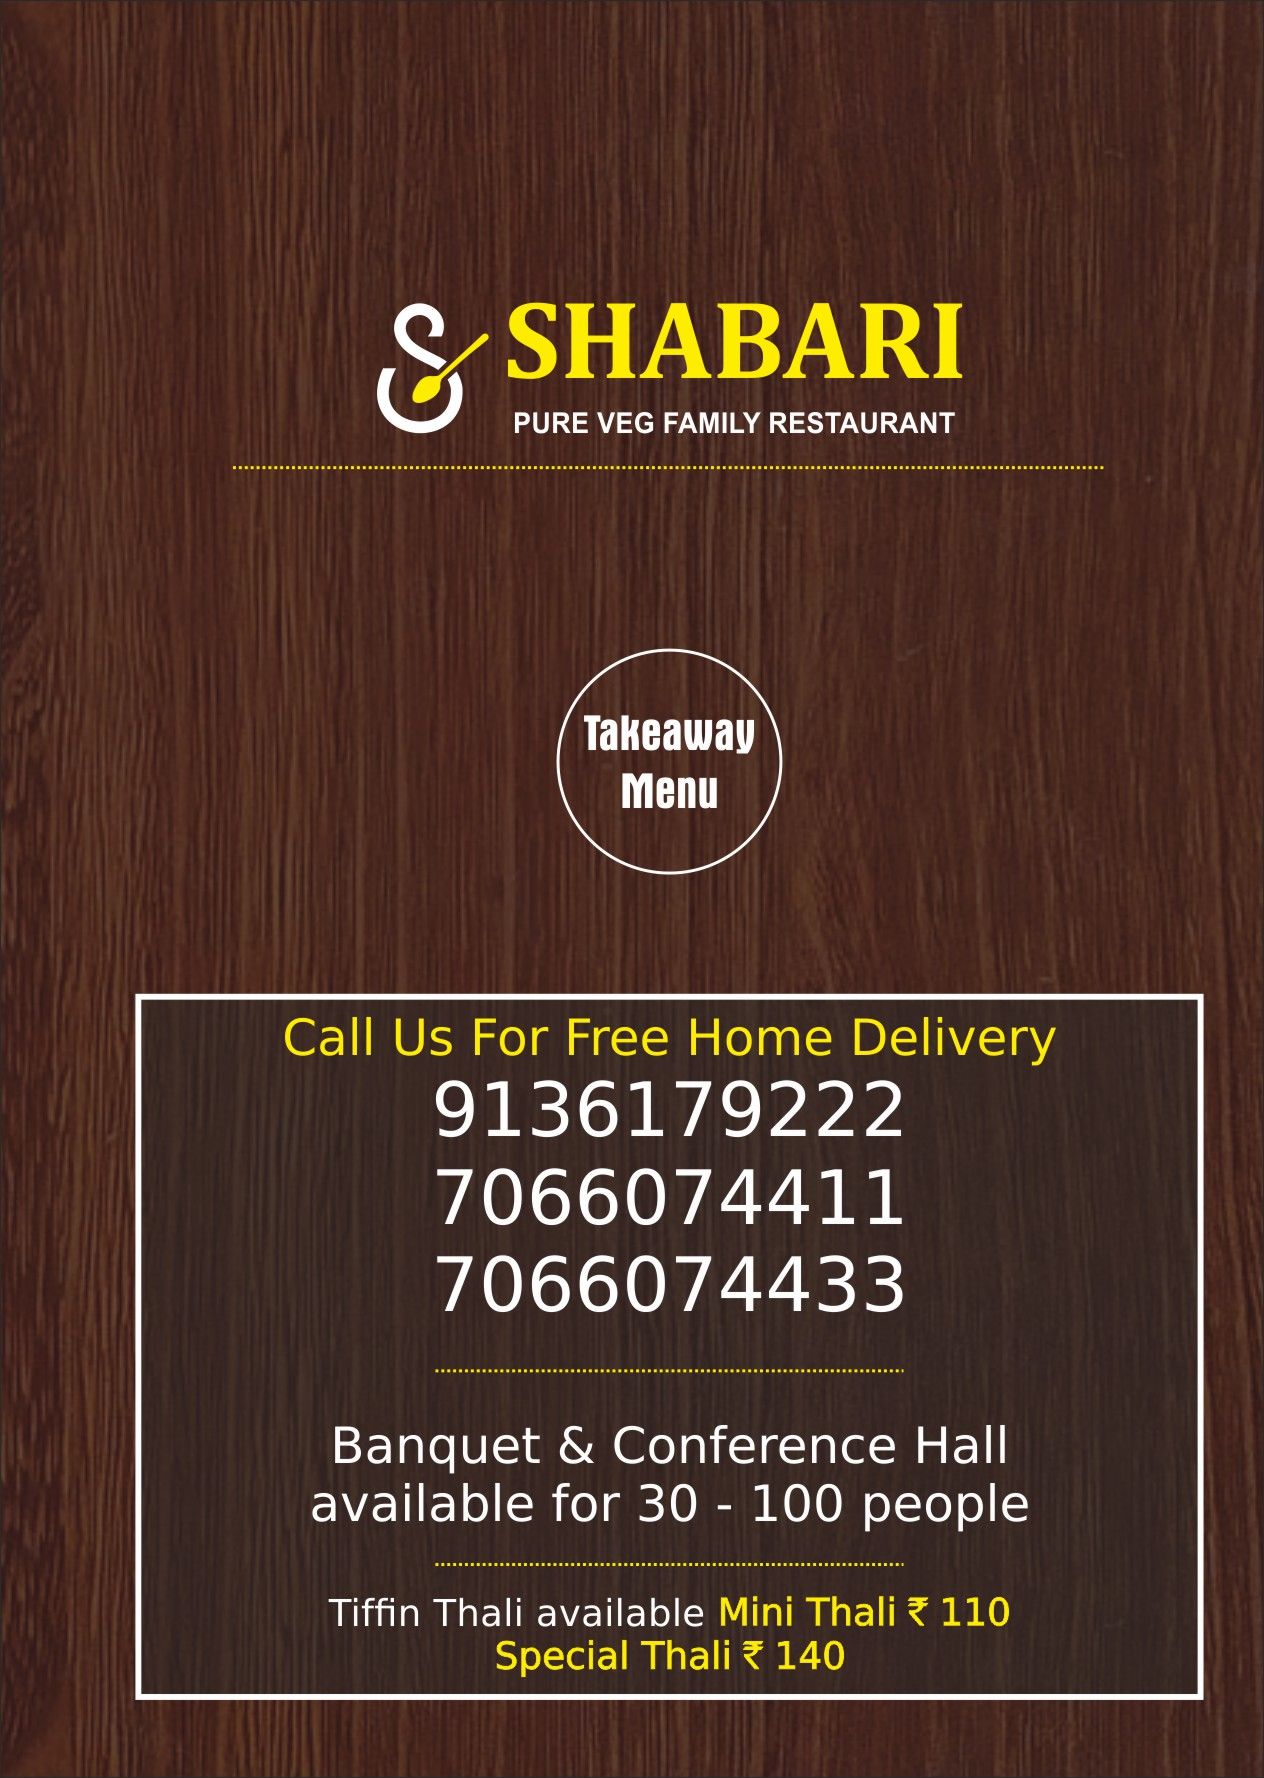 SHABARI
PURE VEG FAMILY RESTAURANT
Takeaway
Menu
Call Us For Free Home Delivery
9136179222
7066074411
7066074433
Banquet & Conference Hall
available for 30 - 100 people
Tiffin Thali available Mini Thali ₹ 110
Special Thali ₹ 140